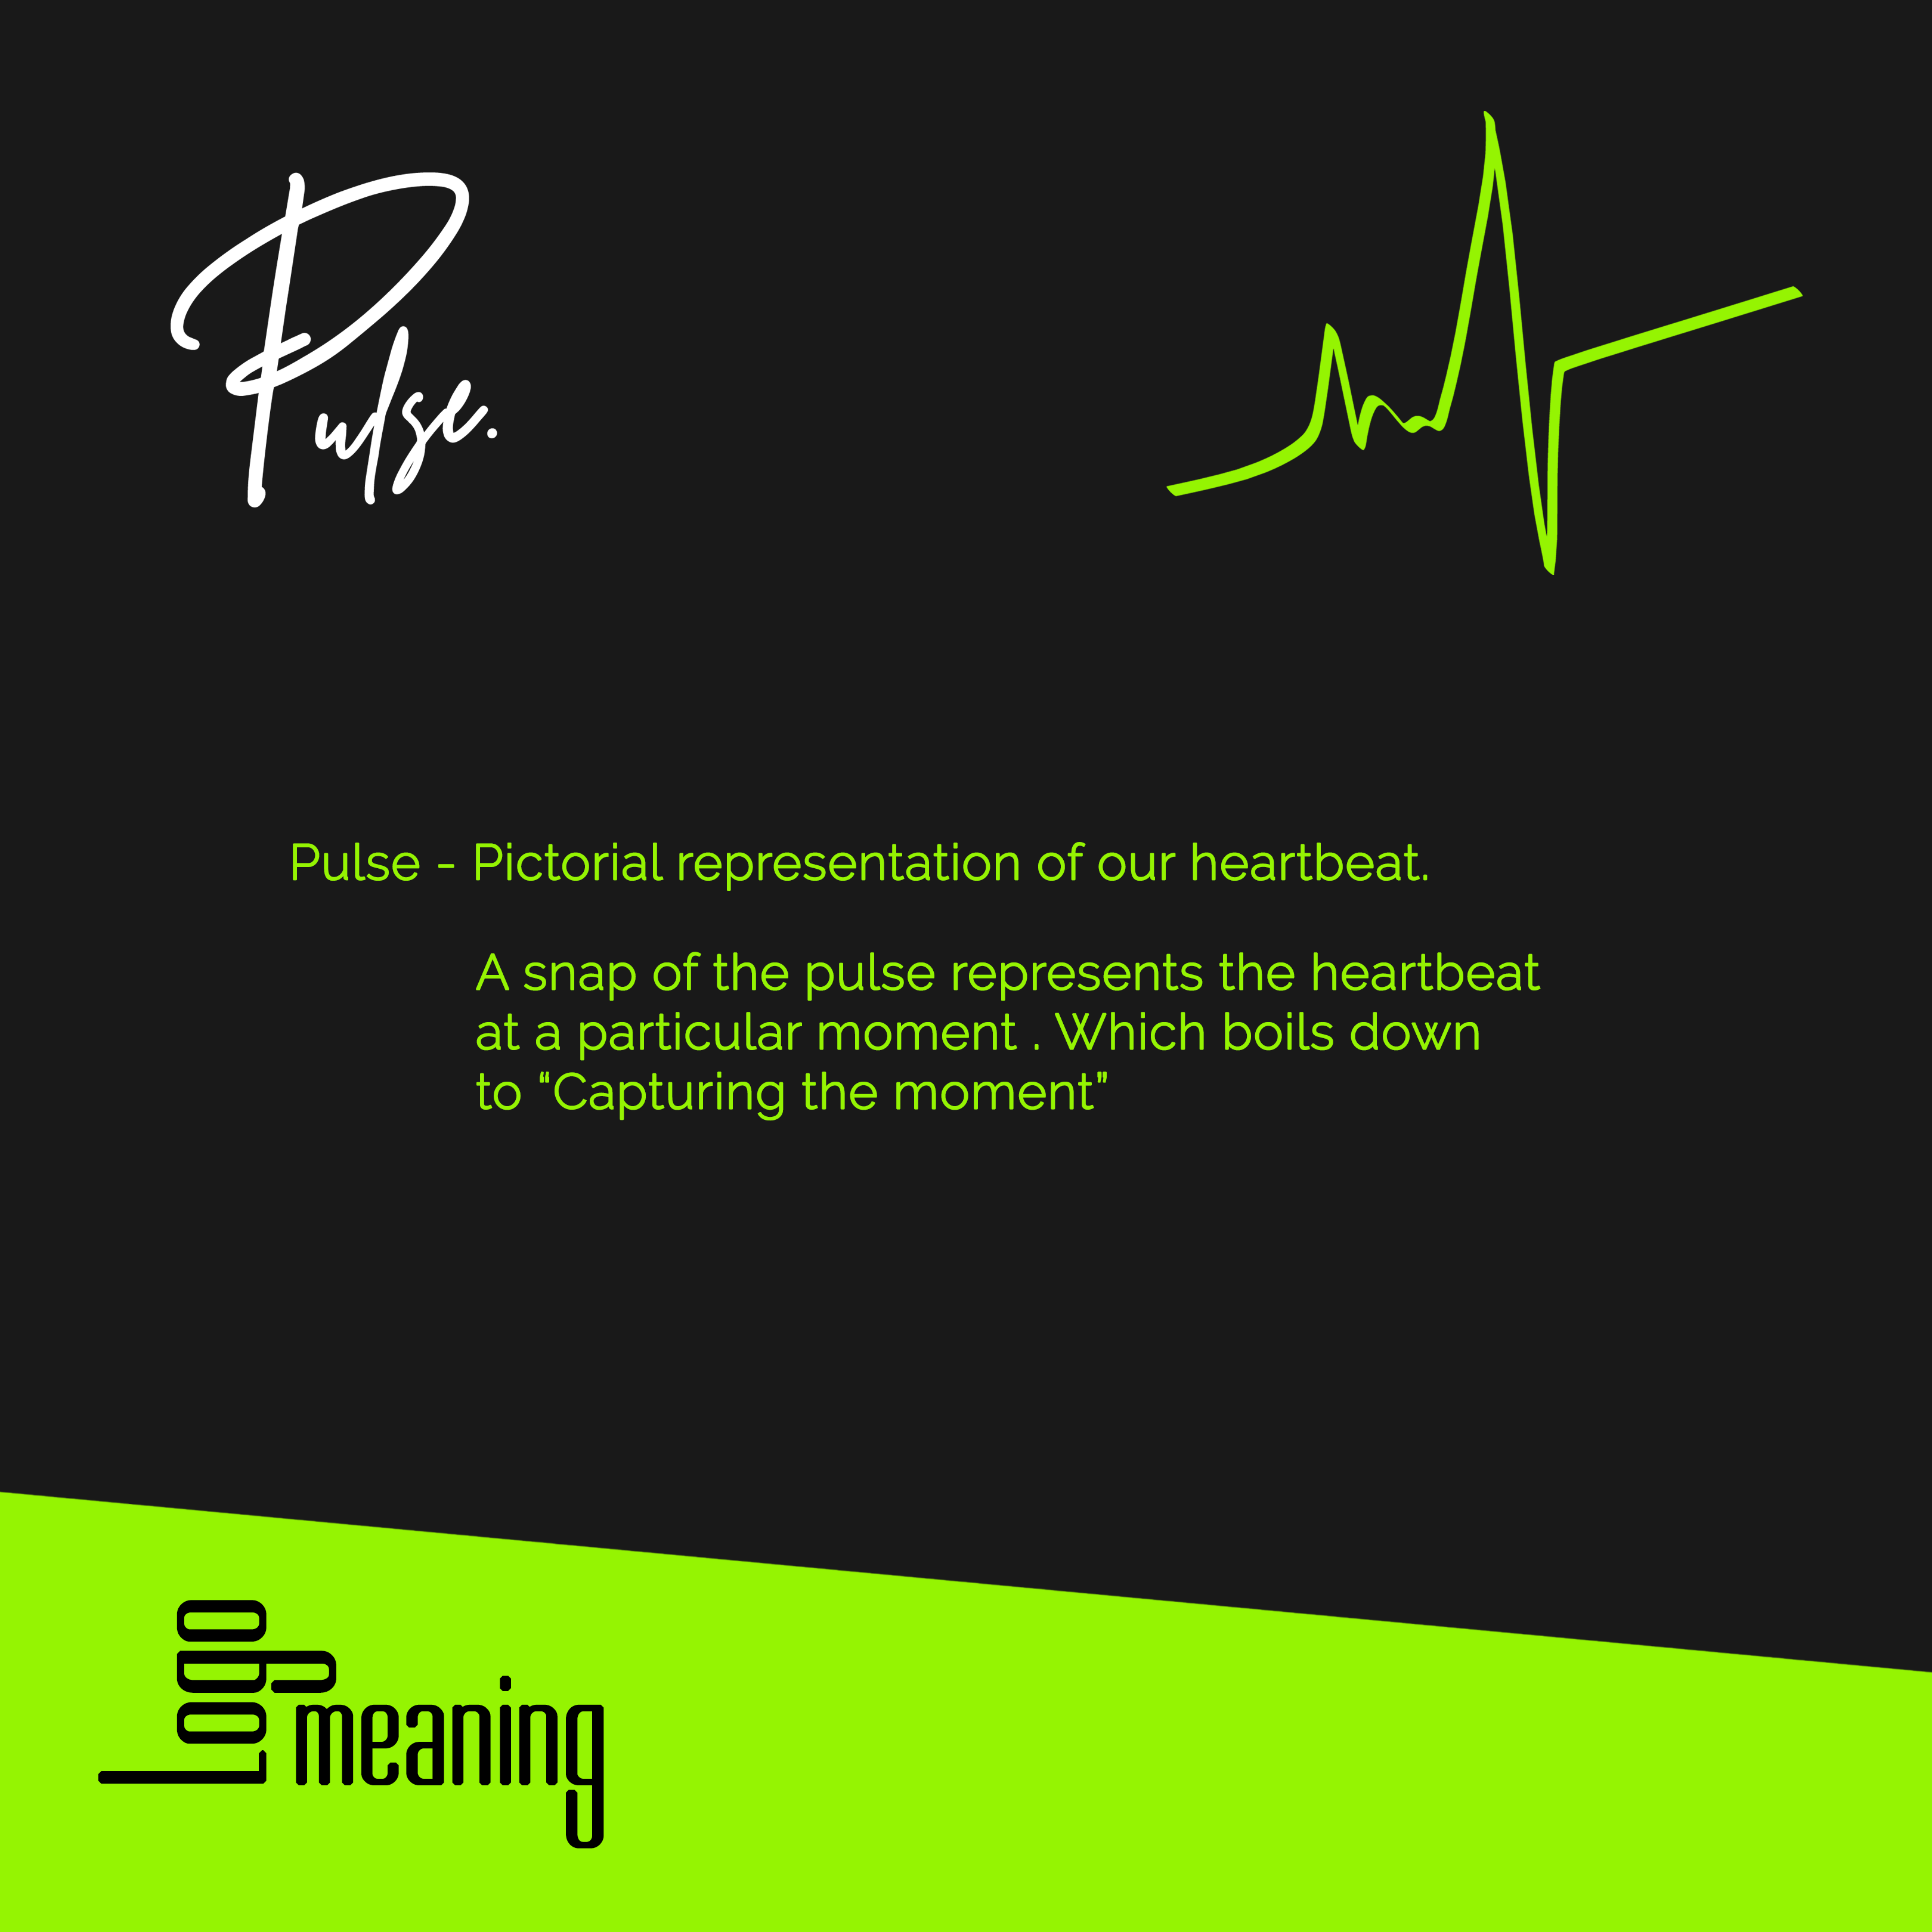 Pulse.
Pulse - Pictorial representation of our heartbeat.
A snap of the pulse represents the heartbeat
at a particular moment . Which boils down
to “Capturing the moment”
Logo
meaning